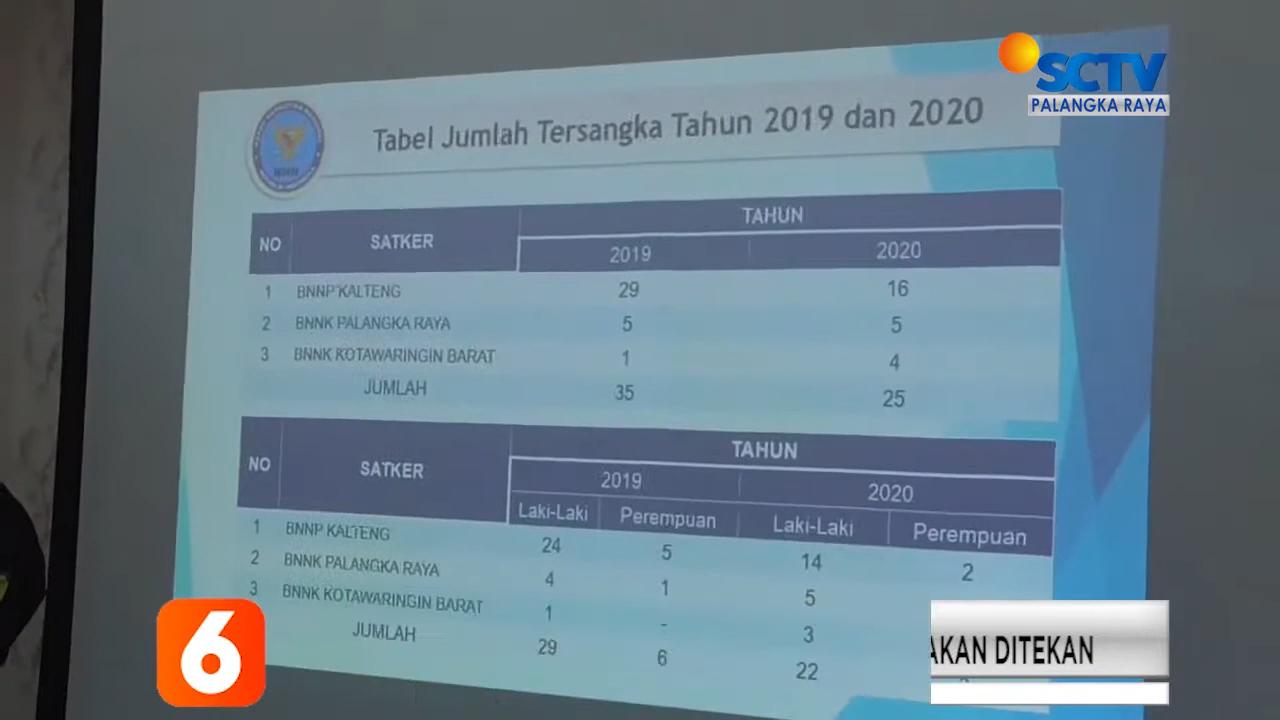 SCTV
PALANGKA RAYA
Tabel Jumlah Tersangka Tahun 2019 dan 2020
NO SATKER TAHUN
2019 2020
1 BNNP KALTENG 29 16
2 BNNK PALANGKA RAYA 5 5
3 BNNK KOTAWARINGIN BARAT 1 4
JUMLAH 35 25
NO SATKER TAHUN
2019 2020
Laki-Laki Perempuan Laki-Laki Perempuan
1 BNNP KALTENG 24 5 14 2
2 BNNK PALANGKA RAYA 4 1 5
3 BNNK KOTAWARINGIN BARAT 1 - 3
JUMLAH 29 6 22
6
AKAN DITEKAN